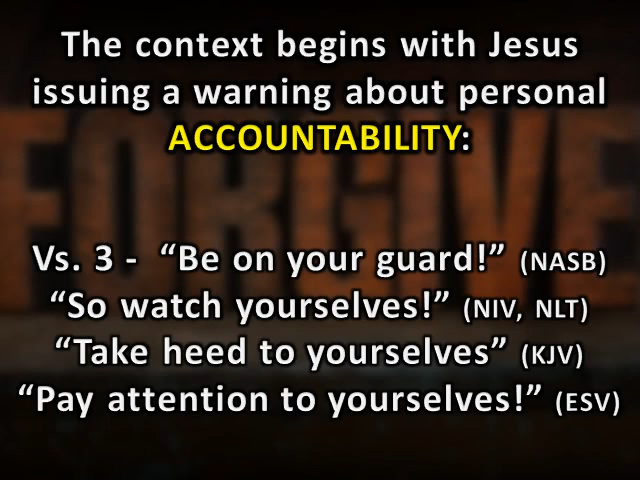 The context begins with Jesus
issuing a warning about personal
ACCOUNTABILITY:
FORGIVE
Vs. 3 -  “Be on your guard!” (NASB)
“So watch yourselves!” (NIV, NLT)
“Take heed to yourselves” (KJV)
“Pay attention to yourselves!” (ESV)